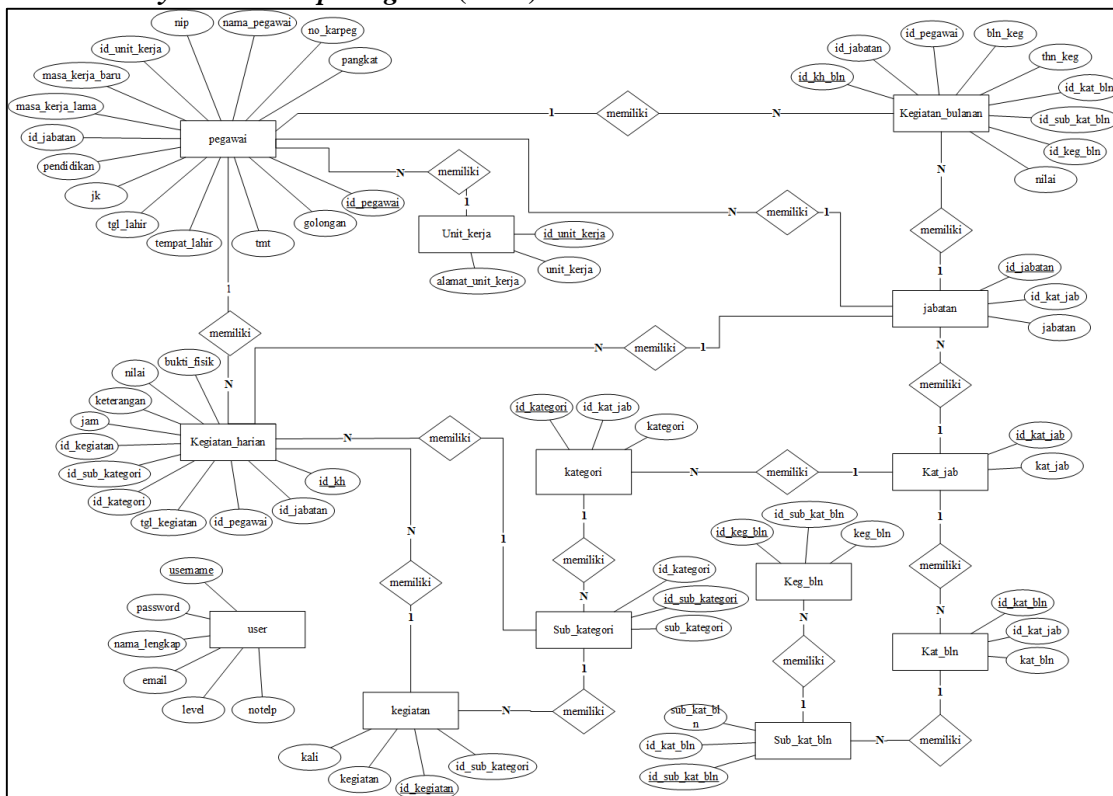 nip
nama_pegawai
no_karpeg
id_unit_kerja
pangkat
masa_kerja_baru
masa_kerja_lama
id_jabatan
pegawai
pendidikan
jk
id_pegawai
tgl_lahir
golongan
tempat_lahir
tmt
1
memiliki
N
id_pegawai
bln_keg
id_jabatan
thn_keg
id_kh_bln
id_kat_bln
Kegiatan_bulanan
id_sub_kat_bln
id_keg_bln
nilai
N
memiliki
1
Unit_kerja
id_unit_kerja
unit_kerja
alamat_unit_kerja
N
memiliki
1
N
memiliki
1
id_jabatan
id_kat_jab
jabatan
jabatan
1
memiliki
N
N
memiliki
1
bukti_fisik
nilai
keterangan
jam
id_kegiatan
Kegiatan_harian
id_sub_kategori
id_kh
id_kategori
id_jabatan
tgl_kegiatan
id_pegawai
N
memiliki
1
N
memiliki
1
N
memiliki
1
id_kategori
id_kat_jab
kategori
kategori
N
memiliki
1
id_kat_jab
Kat_jab
kat_jab
1
memiliki
N
id_sub_kat_bln
id_keg_bln
keg_bln
Keg_bln
N
memiliki
1
1
memiliki
N
id_kategori
id_sub_kategori
Sub_kategori
sub_kategori
1
memiliki
N
id_kat_bln
id_kat_jab
Kat_bln
kat_bln
1
memiliki
N
username
password
user
nama_lengkap
email
level
notelp
kegiatan
kali
kegiatan
id_kegiatan
id_sub_kategori
sub_kat_bl
n
id_kat_bln
Sub_kat_bln
id_sub_kat_bln